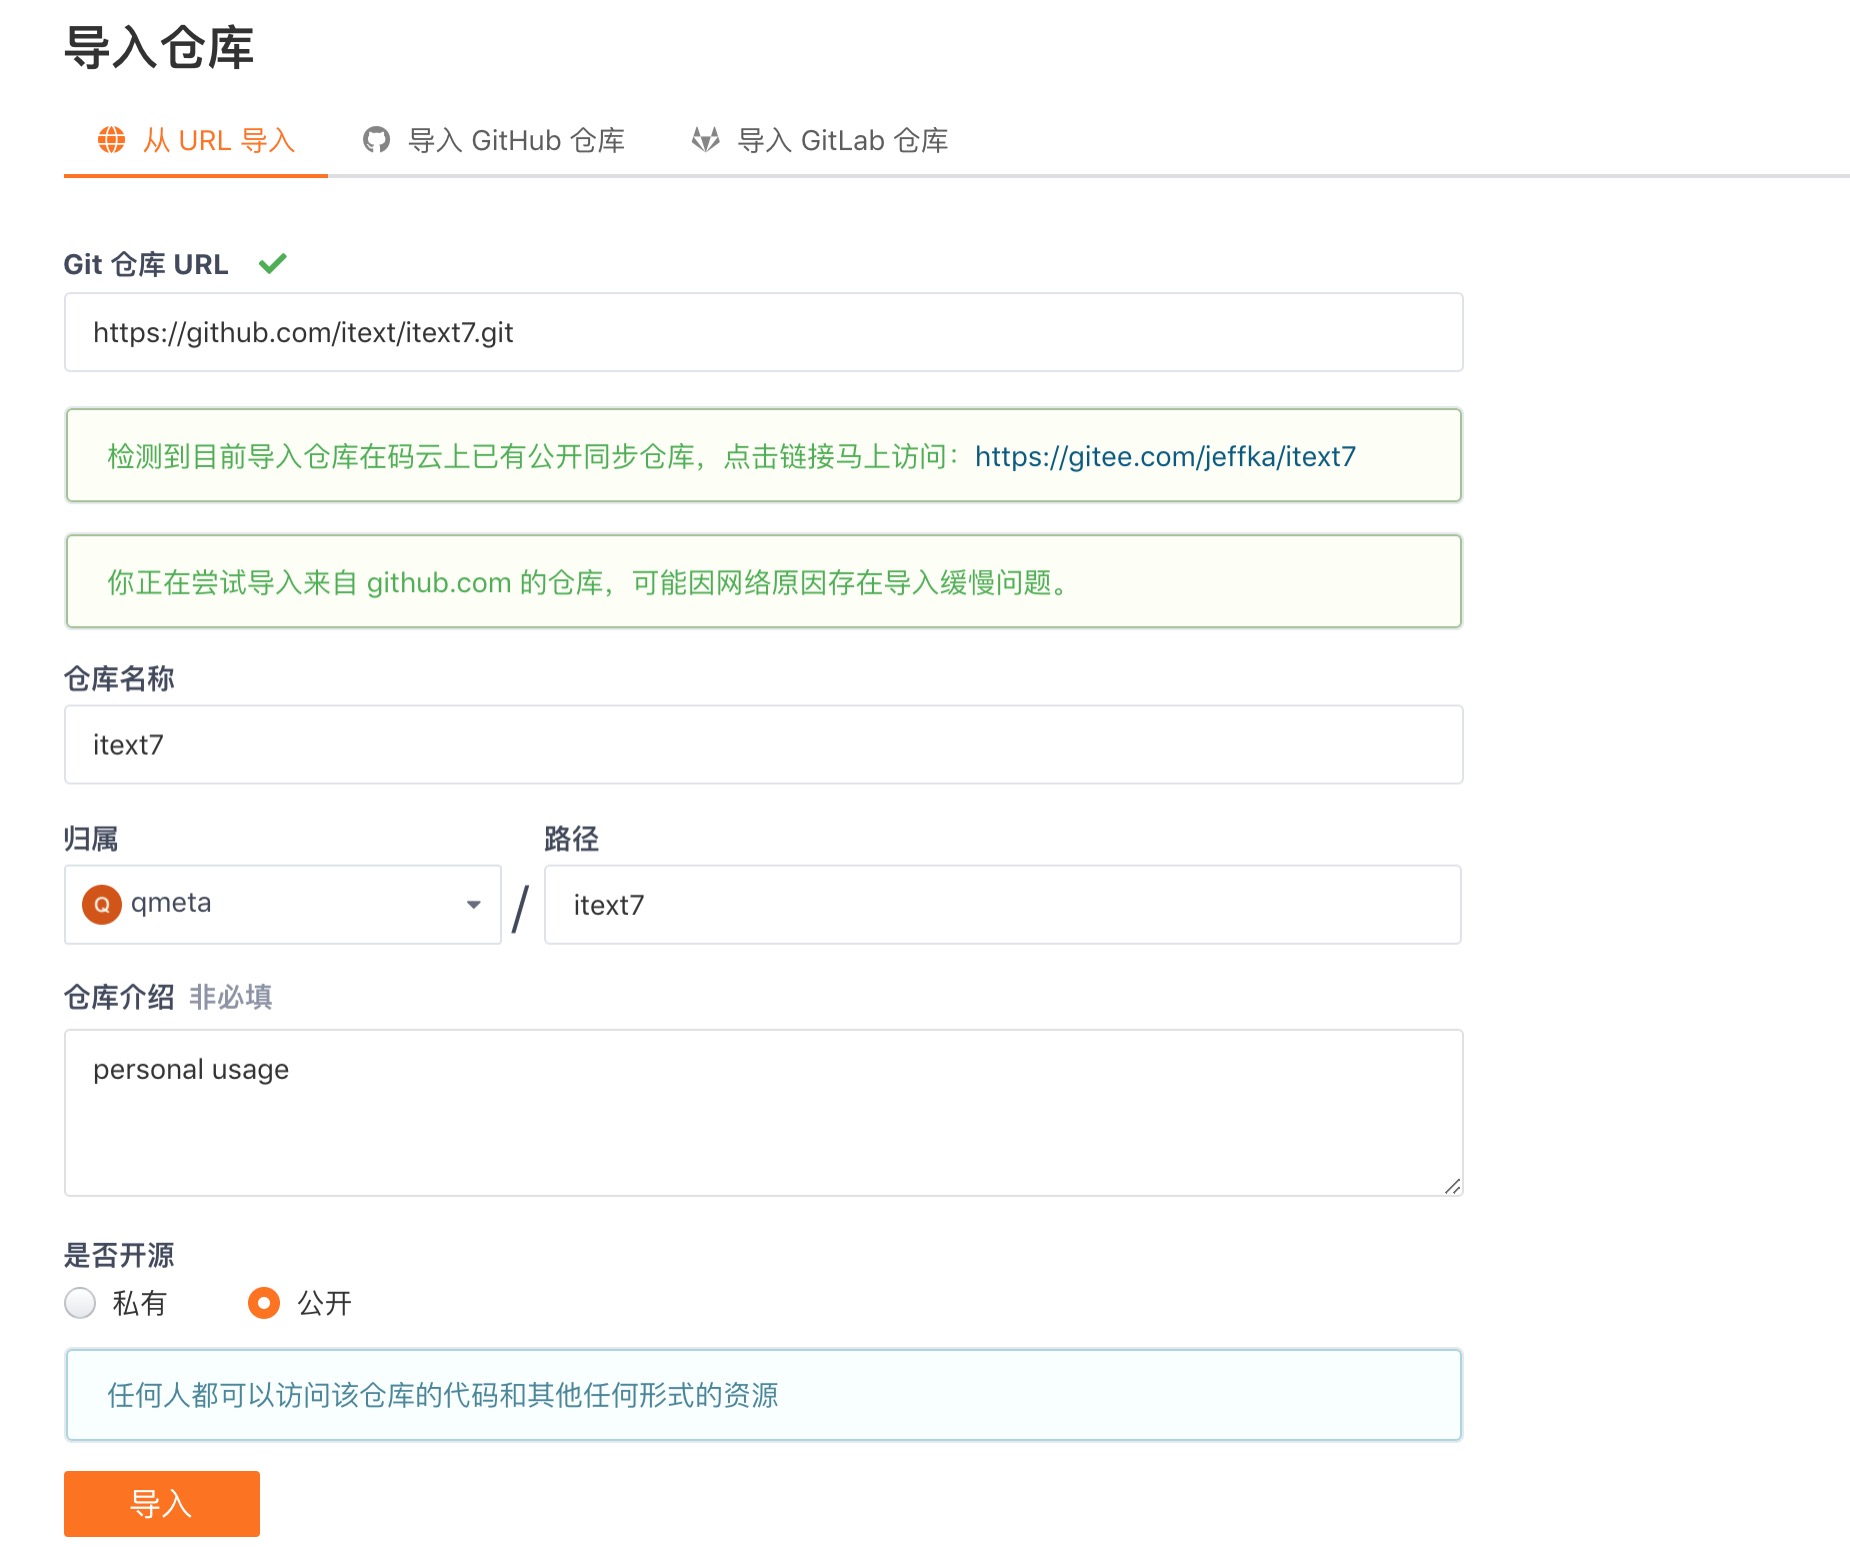 导入仓库
从 URL 导入 导入 GitHub 仓库 导入 GitLab 仓库
Git 仓库 URL
https://github.com/itext/itext7.git
检测到目前导入仓库在码云上已有公开同步仓库，点击链接马上访问：https://gitee.com/jeffka/itext7
你正在尝试导入来自 github.com 的仓库，可能因网络原因存在导入缓慢问题。
仓库名称
itext7
归属 路径
Q qmeta / itext7
仓库介绍 非必填
personal usage
是否开源
私有 公开
任何人都可以访问该仓库的代码和其他任何形式的资源
导入